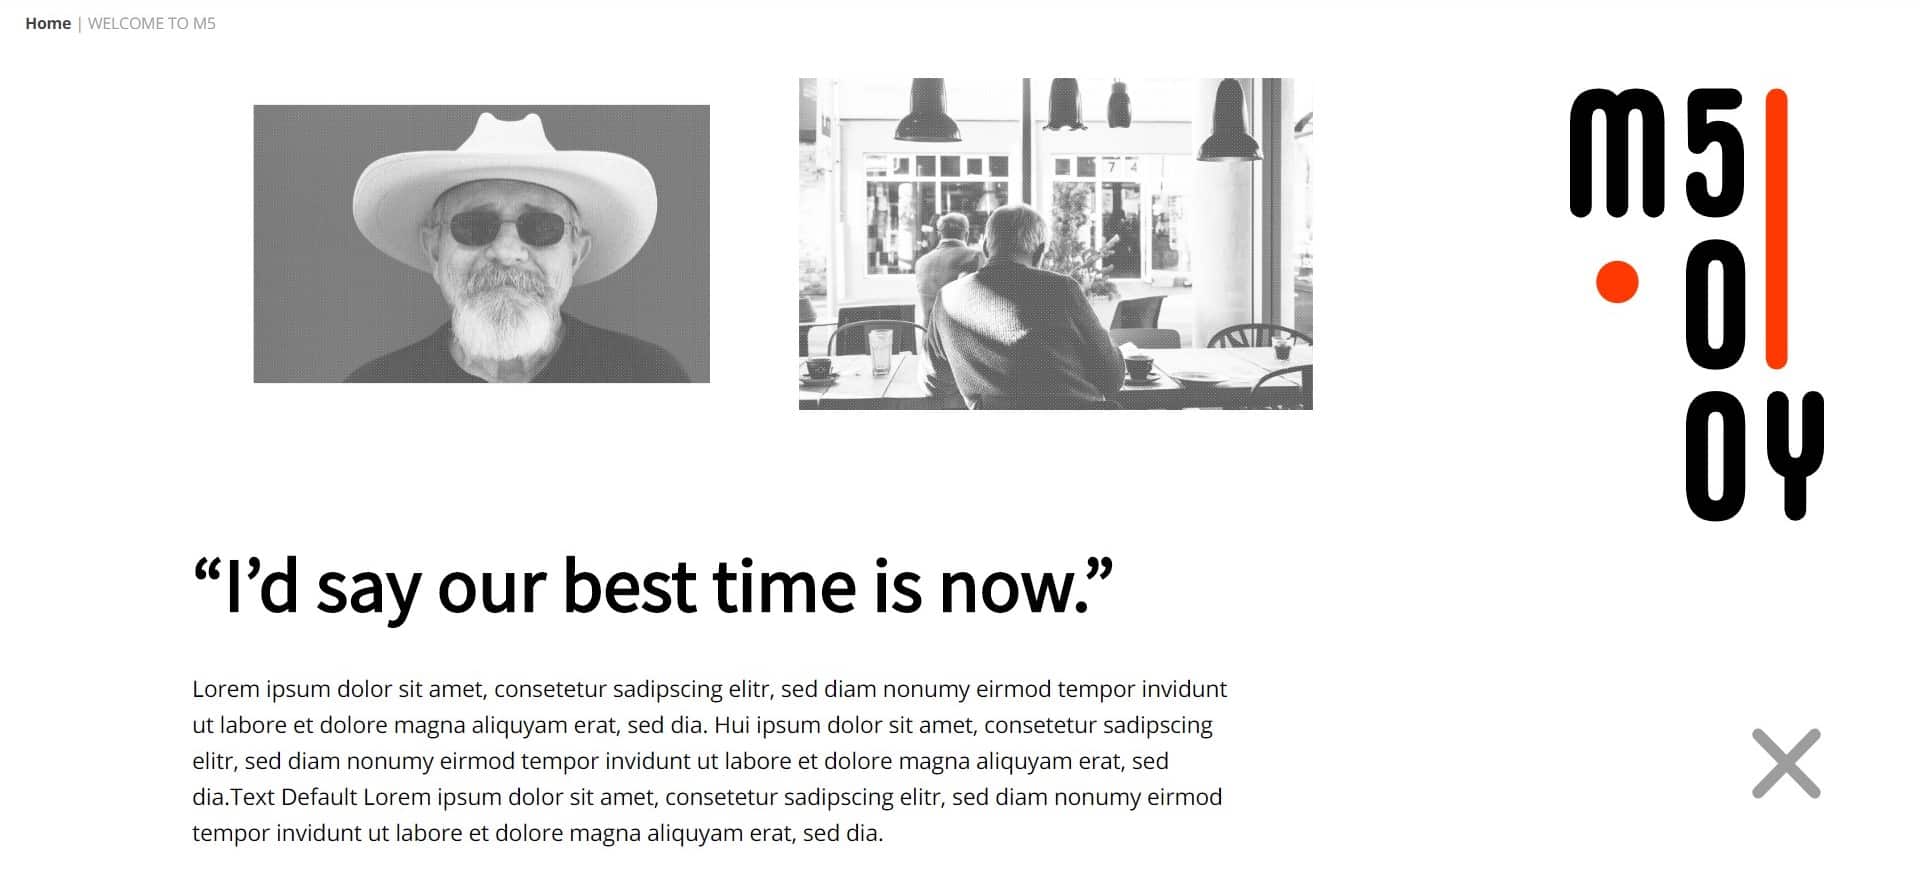 Home | WELCOME TO M5
7 4
m5
0
0y
“I’d say our best time is now.”
Lorem ipsum dolor sit amet, consetetur sadipscing elitr, sed diam nonumy eirmod tempor invidunt
ut labore et dolore magna aliquyam erat, sed dia. Hui ipsum dolor sit amet, consetetur sadipscing
elitr, sed diam nonumy eirmod tempor invidunt ut labore et dolore magna aliquyam erat, sed
dia.Text Default Lorem ipsum dolor sit amet, consetetur sadipscing elitr, sed diam nonumy eirmod
tempor invidunt ut labore et dolore magna aliquyam erat, sed dia.